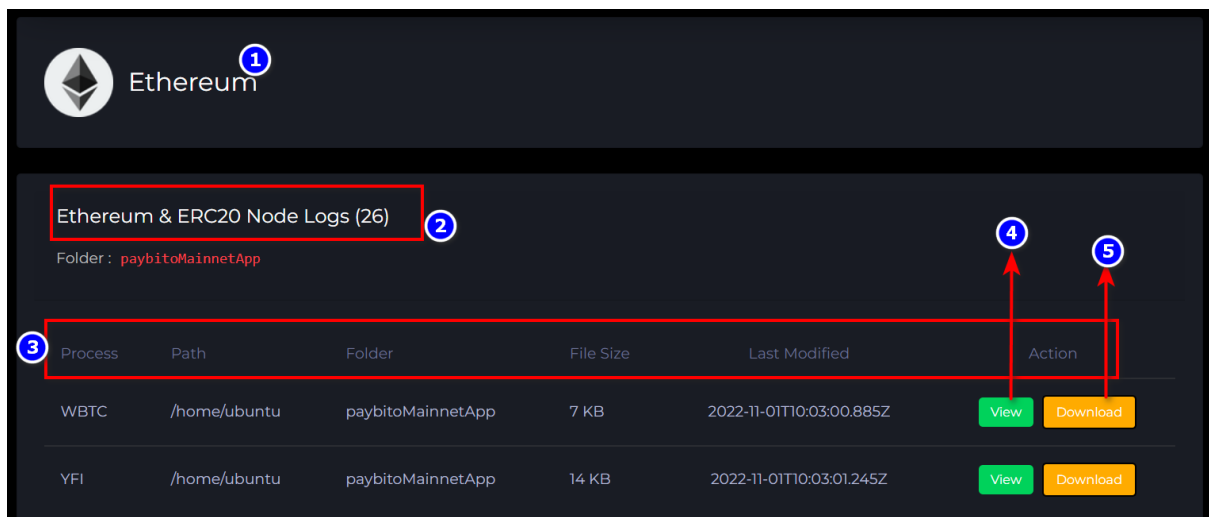 Ethereum 1
Ethereum & ERC20 Node Logs (26) 2
Folder : paybitoMainnetApp
4
5
3
Process Path Folder File Size Last Modified Action
WBTC /home/ubuntu paybitoMainnetApp 7 KB 2022-11-01T10:03:00.885Z View Download
YFI /home/ubuntu paybitoMainnetApp 14 KB 2022-11-01T10:03:01.245Z View Download